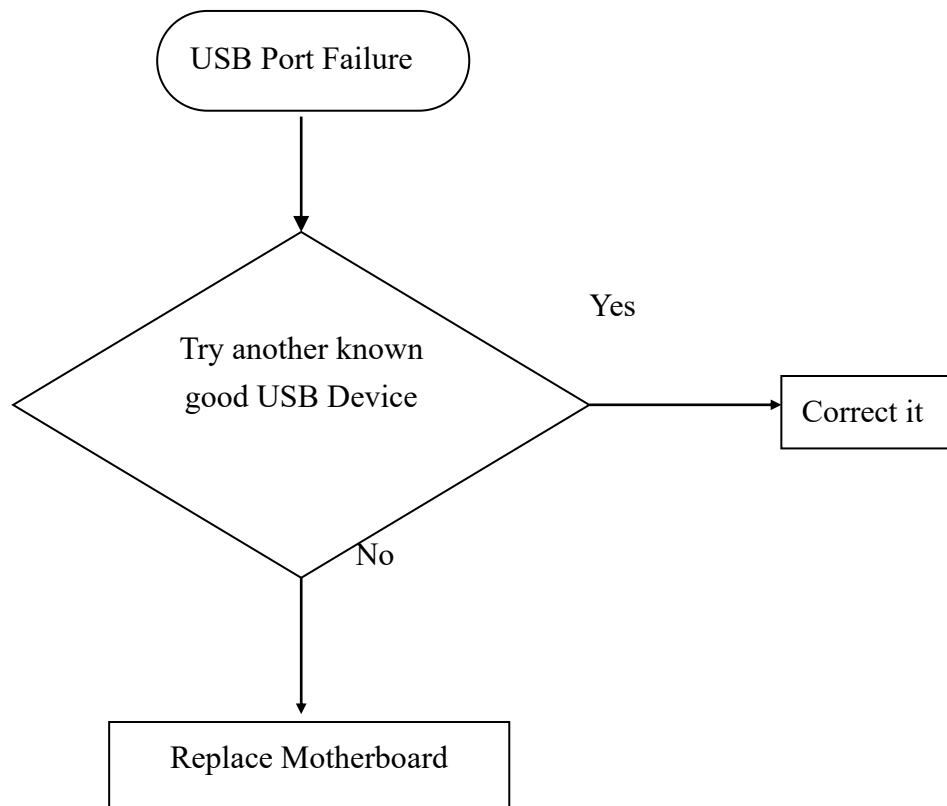 USB Port Failure
Yes
Try another known
good USB Device
Correct it
No
Replace Motherboard